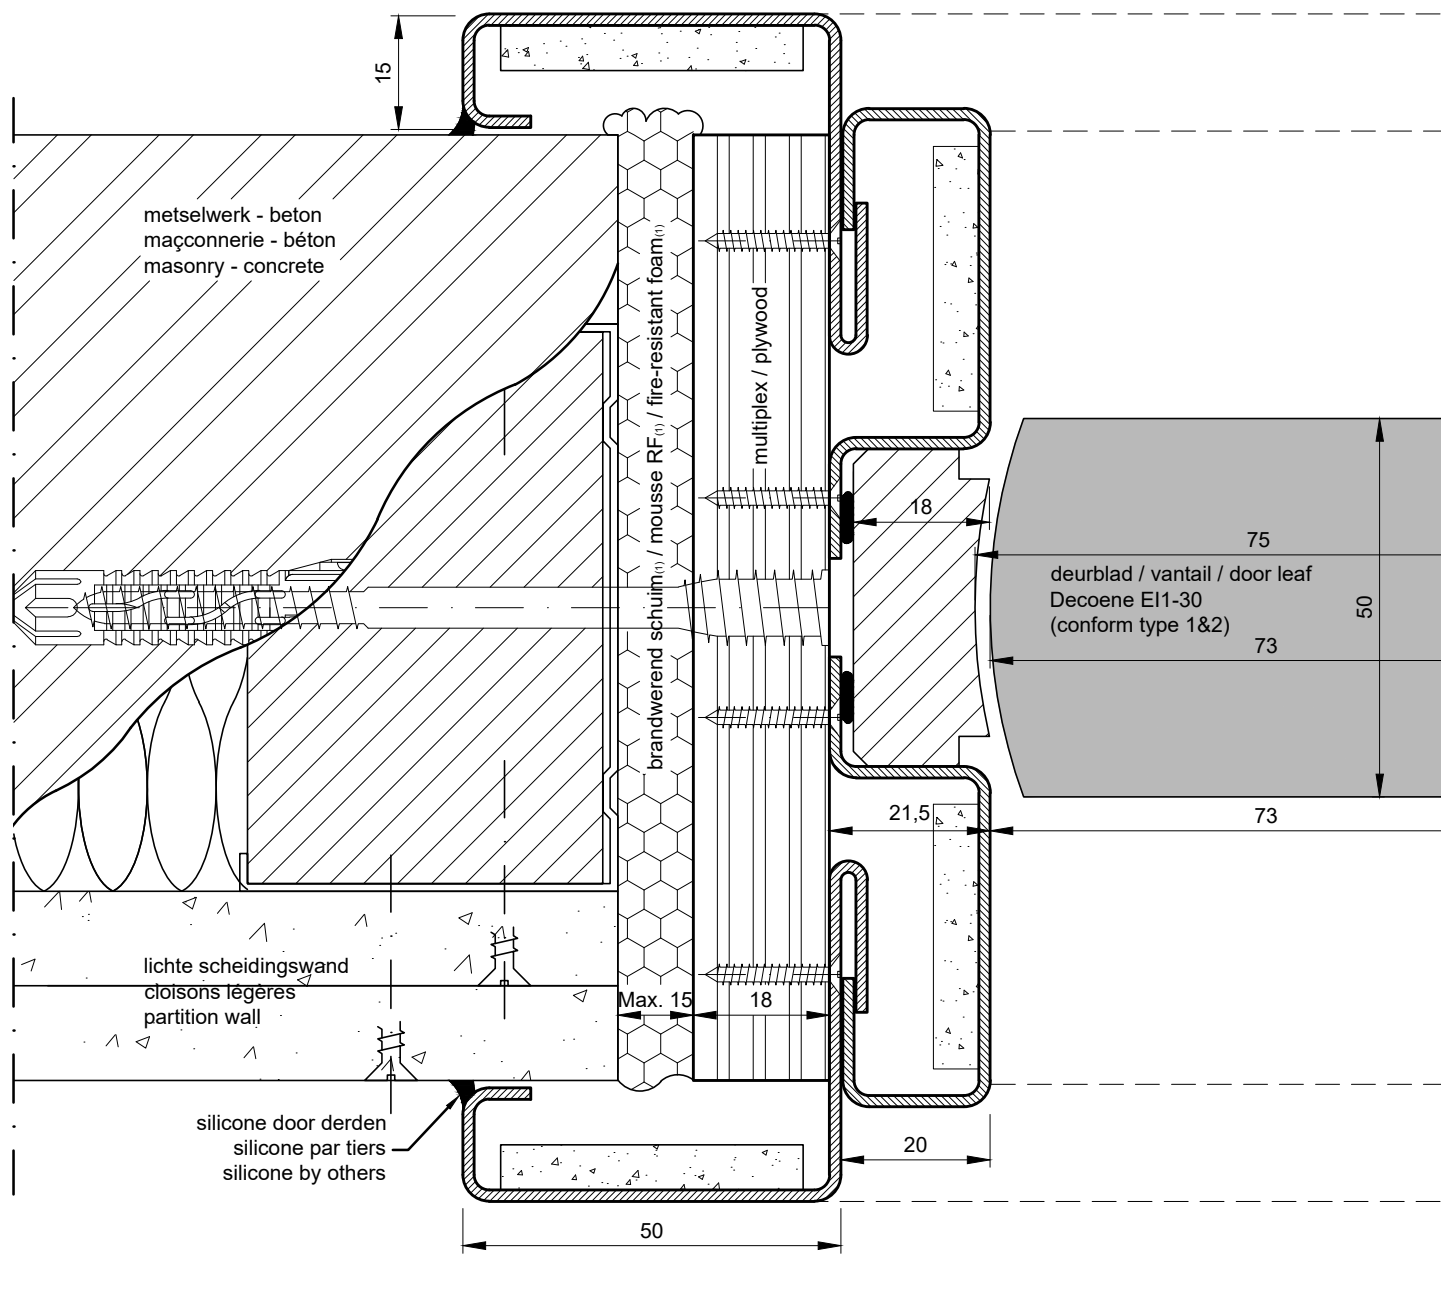 15
metselwerk - beton
maçconnerie - béton
masonry - concrete
brandwerend schuim(1) / mousse RF(1) / fire-resistant foam(1)
multiplex / plywood
18
75
deurblad / vantail / door leaf
Decoene EI1-30
(conform type 1&2)
50
73
21,5
73
lichte scheidingswand
cloisons légères
partition wall
Max. 15
18
silicone door derden
silicone par tiers
silicone by others
20
50